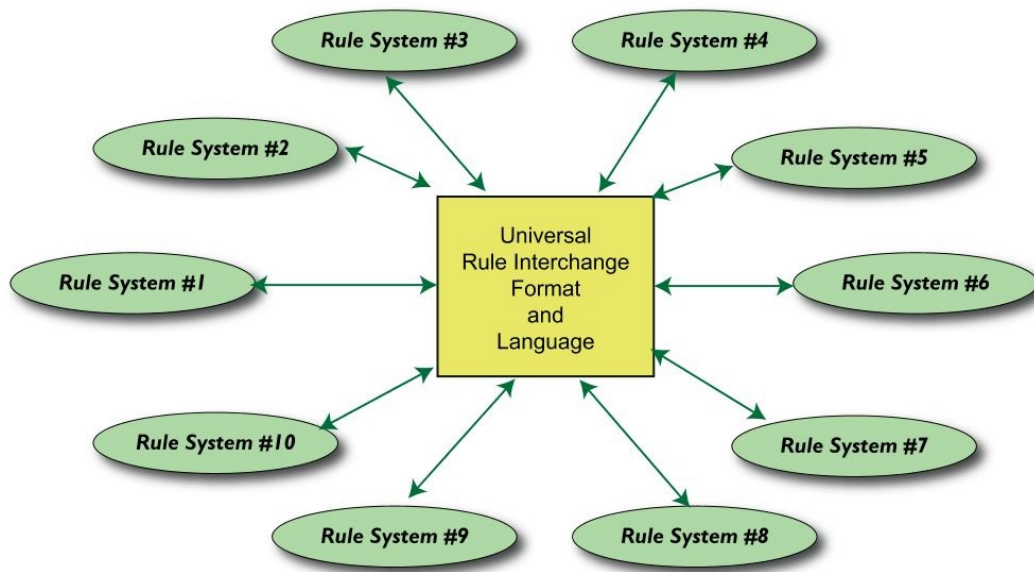 Rule System #3
Rule System #4
Rule System #2
Rule System #5
Universal
Rule Interchange
Format
and
Language
Rule System #1
Rule System #6
Rule System #10
Rule System #7
Rule System #9
Rule System #8